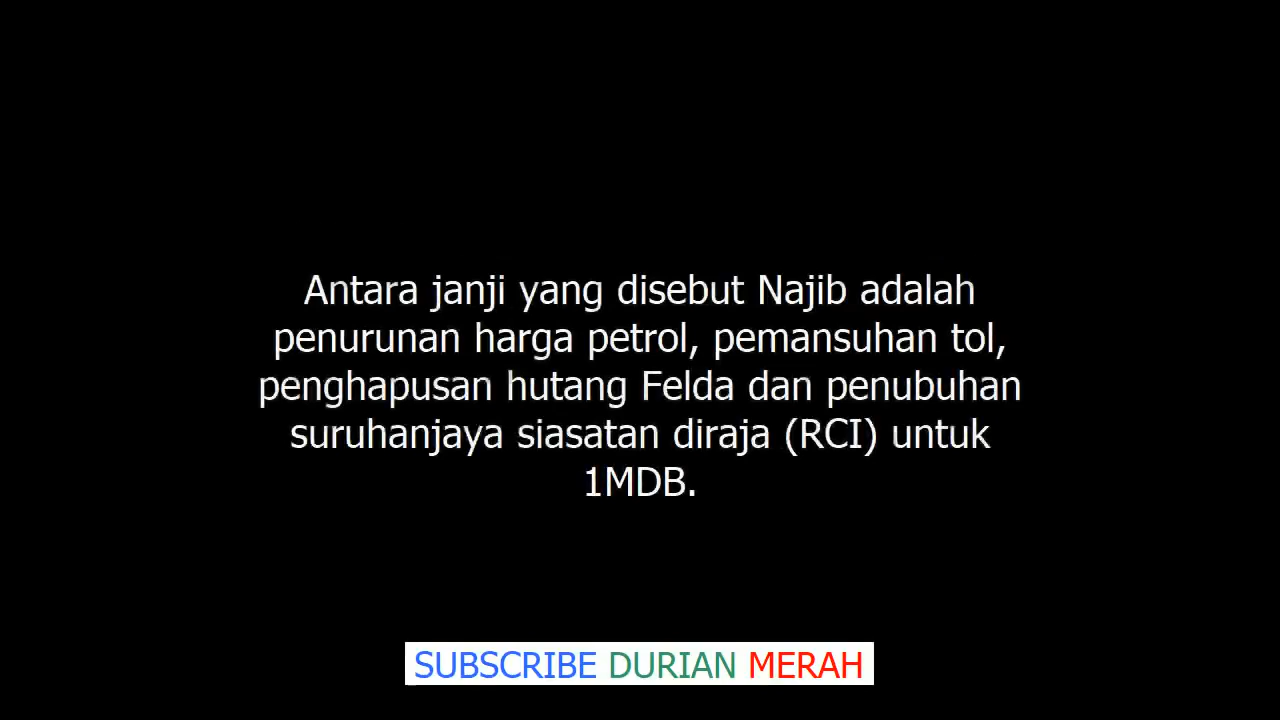 Antara janji yang disebut Najib adalah
penurunan harga petrol, pemansuhan tol,
penghapusan hutang Felda dan penubuhan
suruhanjaya siasatan diraja (RCI) untuk
1MDB.
SUBSCRIBE DURIAN MERAH